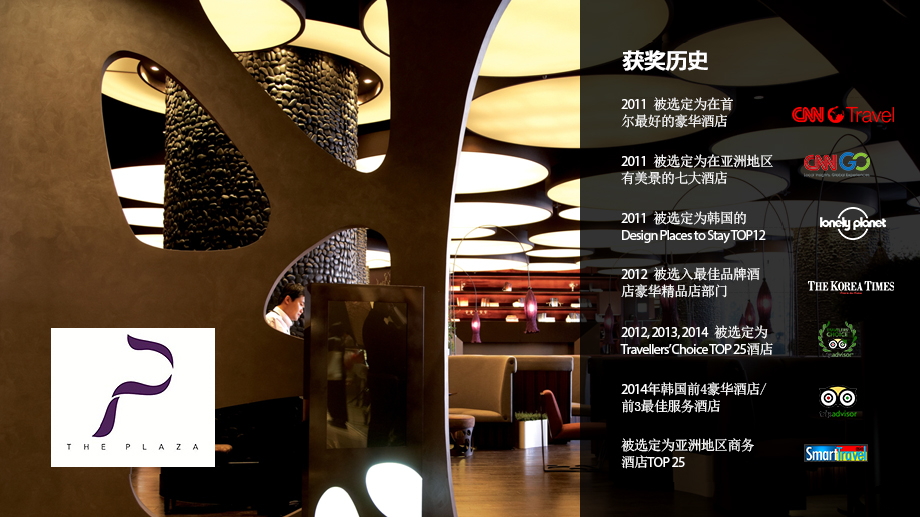 获奖历史
2011 被选定为在首
尔最好的豪华酒店
CNN Travel
2011 被选定为在亚洲地区
有美景的七大酒店
CNN GO
2011 被选定为韩国的
Design Places to Stay TOP12
lonely planet
2012 被选入最佳品牌酒
店豪华精品店部门
THE KOREA TIMES
2012, 2013, 2014 被选定为
Travellers' Choice TOP 25酒店
2014年韩国前4豪华酒店/
前3最佳服务酒店
tripadvisor
被选定为亚洲地区商务
酒店TOP 25
SmartTravel
THE PLAZA